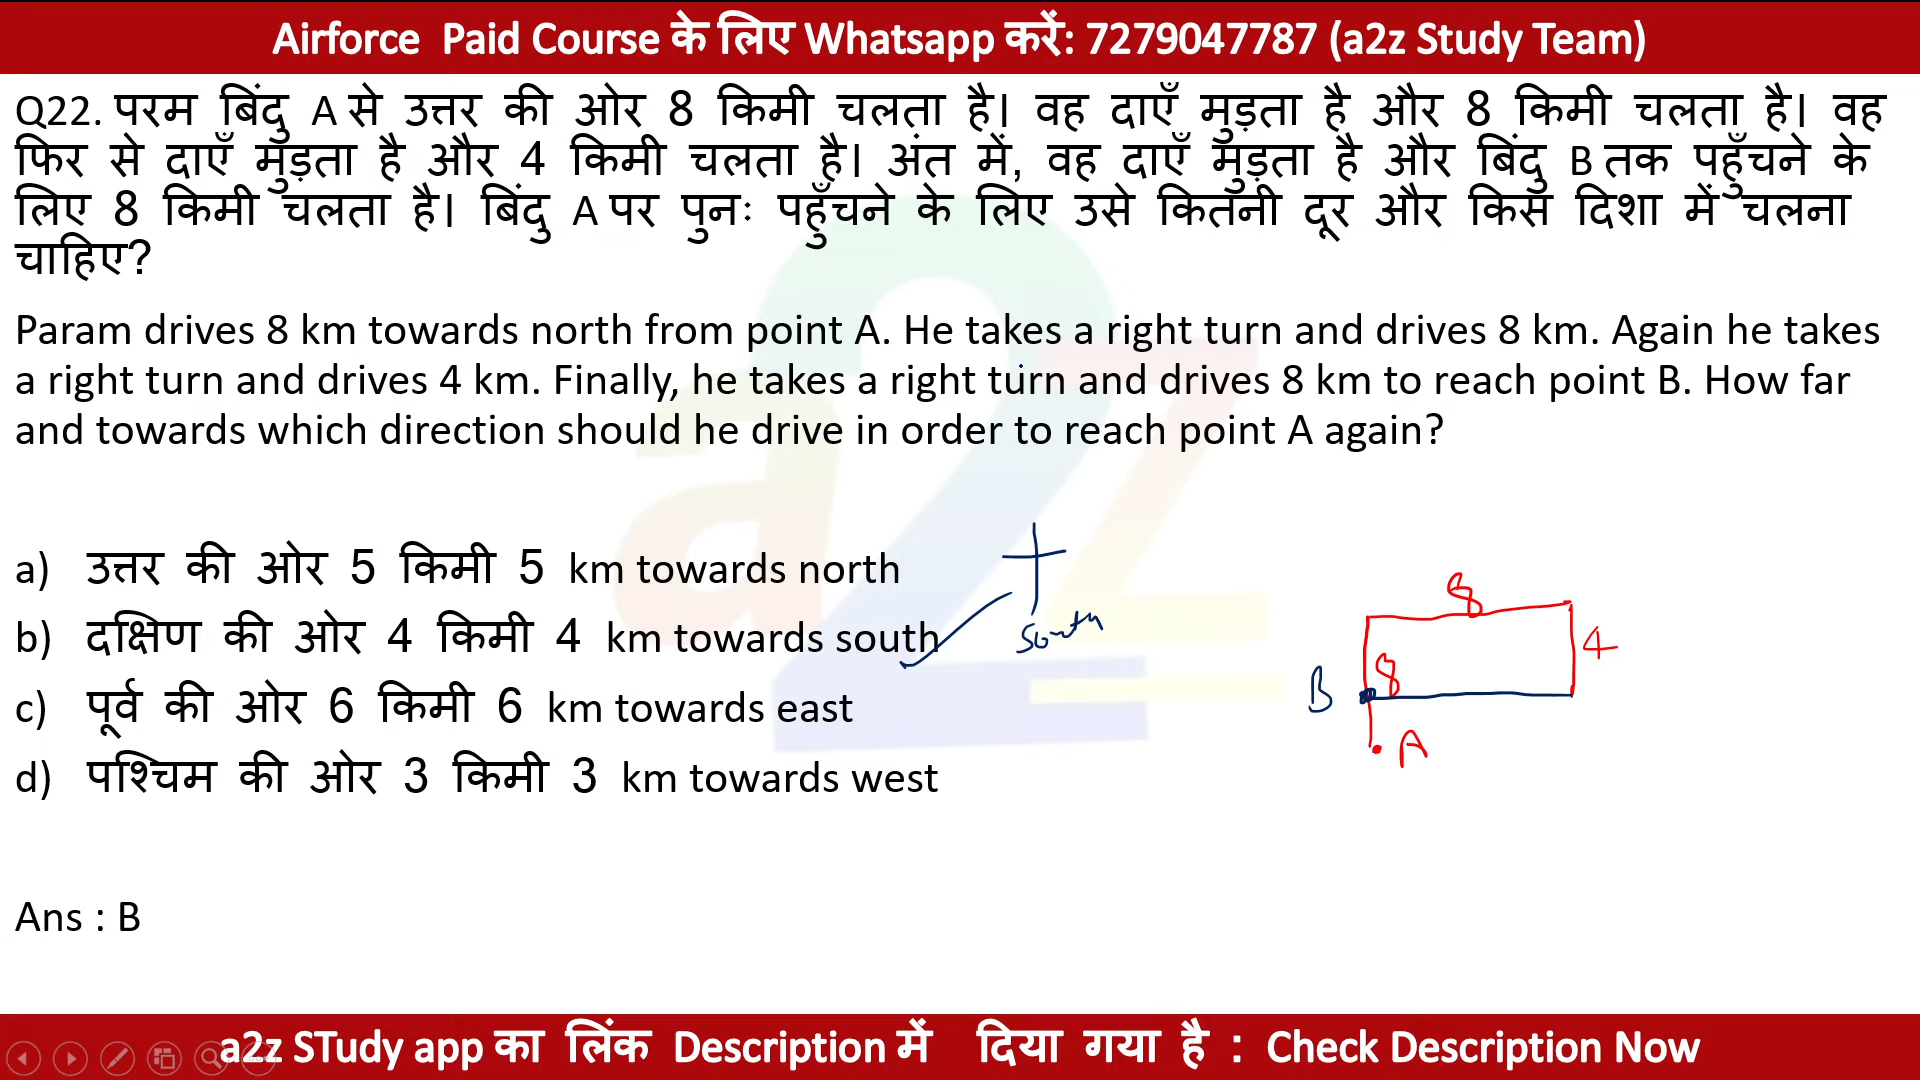 Airforce Paid Course के लिए Whatsapp करें: 7279047787 (a2z Study Team)
Q22. परम बिंदु A से उत्तर की ओर 8 किमी चलता है। वह दाएँ मुड़ता है और 8 किमी चलता है। वह
फिर से दाएँ मुड़ता है और 4 किमी चलता है। अंत में, वह दाएँ मुड़ता है और बिंदु B तक पहुँचने के
लिए 8 किमी चलता है। बिंदु A पर पुनः पहुँचने के लिए उसे कितनी दूर और किस दिशा में चलना
चाहिए?
Param drives 8 km towards north from point A. He takes a right turn and drives 8 km. Again he takes
a right turn and drives 4 km. Finally, he takes a right turn and drives 8 km to reach point B. How far
and towards which direction should he drive in order to reach point A again?
a) उत्तर की ओर 5 किमी 5 km towards north
b) दक्षिण की ओर 4 किमी 4 km towards south
c) पूर्व की ओर 6 किमी 6 km towards east
d) पश्चिम की ओर 3 किमी 3 km towards west
South
8
4
8
B
A
Ans : B
a2z
a2z STudy app का लिंक Description में दिया गया है : Check Description Now